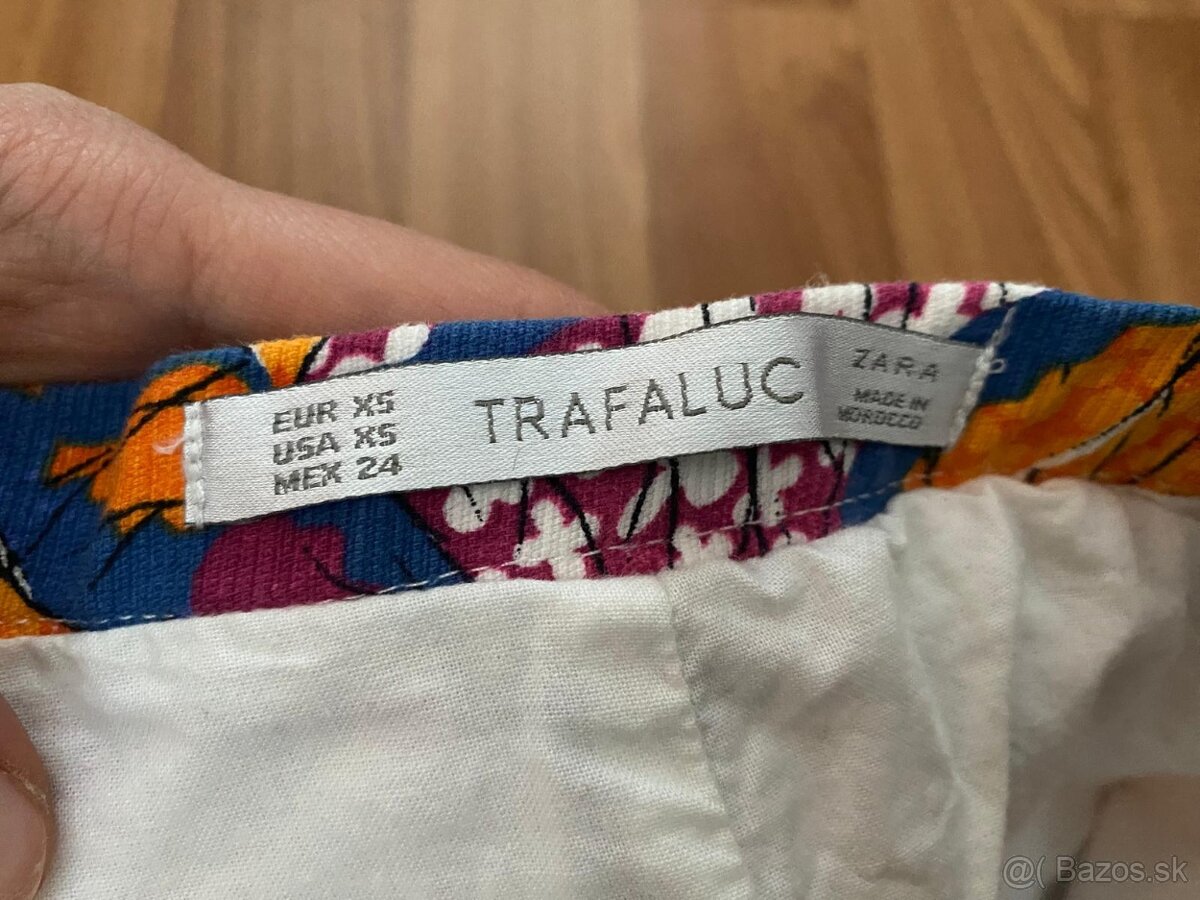 EUR XS
USA XS
MEX 24
TRAFALUC
ZARA
MADE IN
MOROCCO
@( Bazos.sk